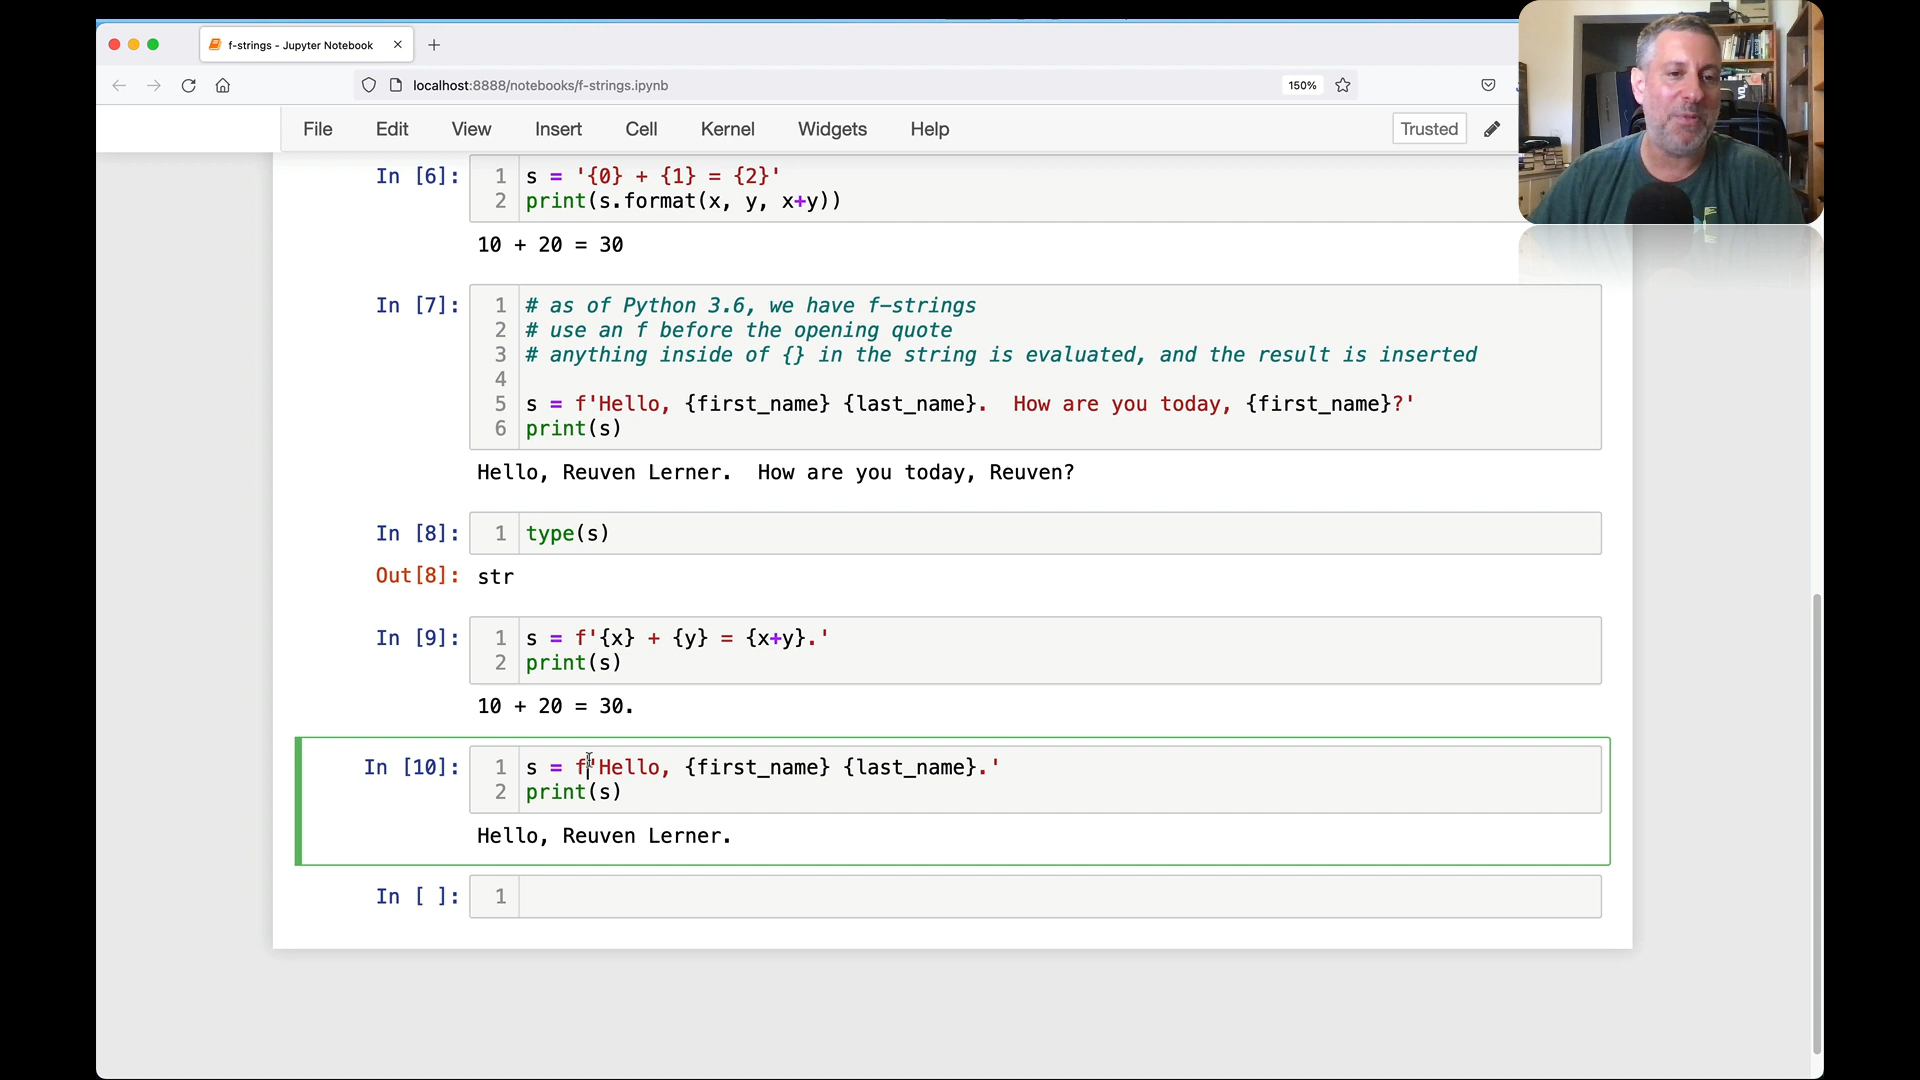 f-strings - Jupyter Notebook
localhost:8888/notebooks/f-strings.ipynb
150%
File Edit View Insert Cell Kernel Widgets Help
Trusted
In [6]:
1 s = '{0} + {1} = {2}'
2 print(s.format(x, y, x+y))
10 + 20 = 30
In [7]:
1 # as of Python 3.6, we have f-strings
2 # use an f before the opening quote
3 # anything inside of {} in the string is evaluated, and the result is inserted
4
5 s = f'Hello, {first_name} {last_name}.  How are you today, {first_name}?'
6 print(s)
Hello, Reuven Lerner.  How are you today, Reuven?
In [8]:
1 type(s)
Out[8]: str
In [9]:
1 s = f'{x} + {y} = {x+y}.'
2 print(s)
10 + 20 = 30.
In [10]:
1 s = f'Hello, {first_name} {last_name}.'
2 print(s)
Hello, Reuven Lerner.
In [ ]:
1